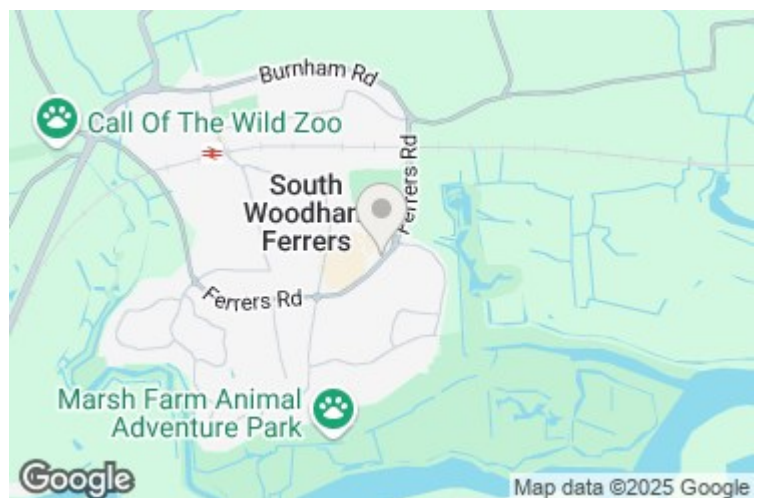 Burnham Rd
Call Of The Wild Zoo
Ferrers Rd
South
Woodham
Ferrers
Ferrers Rd
Marsh Farm Animal
Adventure Park
Google
Map data ©2025 Google